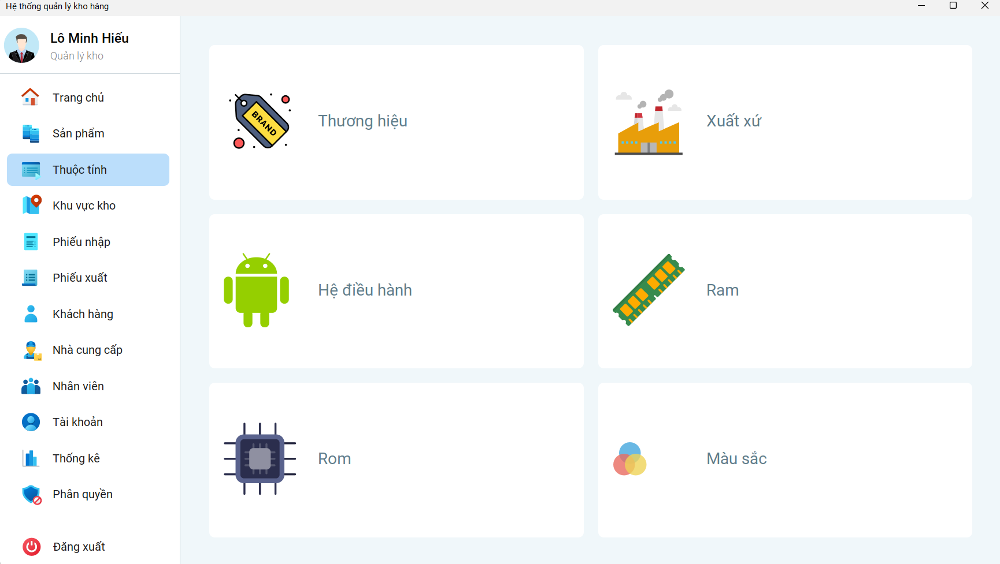 Hệ thống quản lý kho hàng
Lô Minh Hiếu
Quản lý kho
Trang chủ
Sản phẩm
Thuộc tính
Khu vực kho
Phiếu nhập
Phiếu xuất
Khách hàng
Nhà cung cấp
Nhân viên
Tài khoản
Thống kê
Phân quyền
Đăng xuất
BRAND
Thương hiệu
Xuất xứ
Hệ điều hành
Ram
Rom
Màu sắc